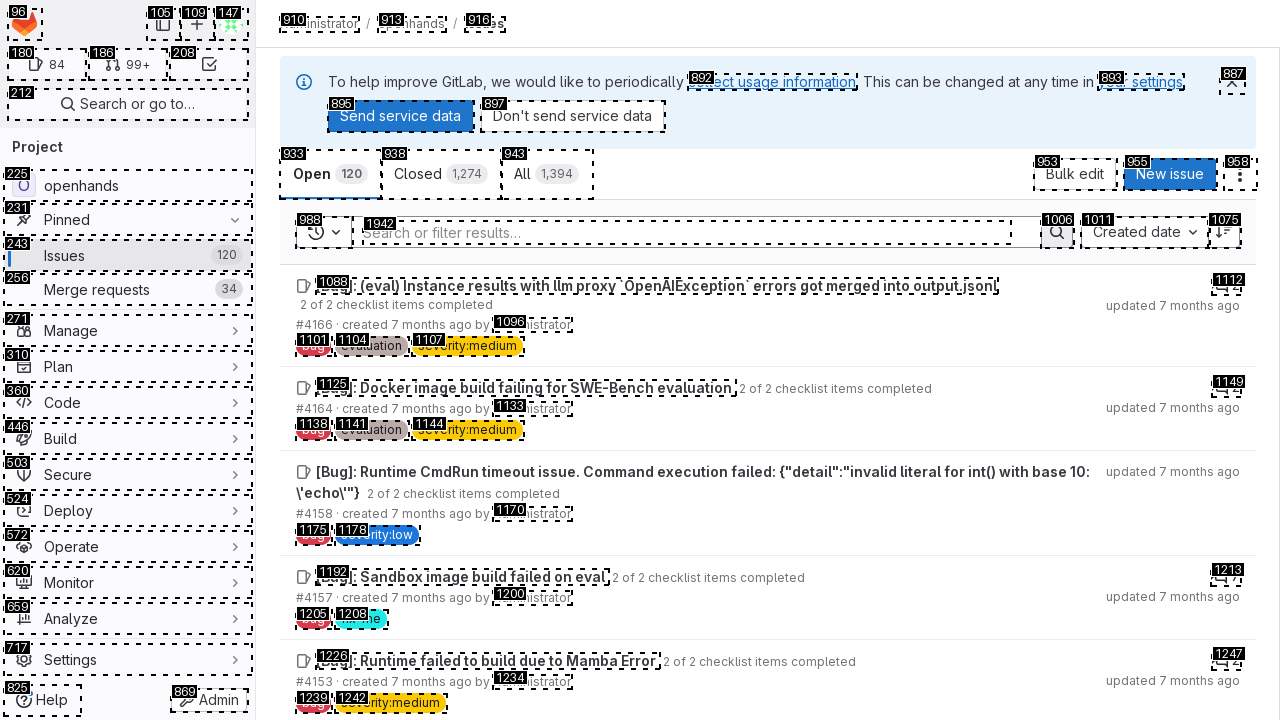 96
105
109
147
180
84
186
99+
208
212
Search or go to…
Project
225
openhands
231
Pinned
243
Issues
120
256
Merge requests
34
271
Manage
310
Plan
360
Code
446
Build
503
Secure
524
Deploy
572
Operate
620
Monitor
659
Analyze
717
Settings
825
Help
869
Admin
910
/
913
/
916
To help improve GitLab, we would like to periodically 892 collect usage information. This can be changed at any time in 893 your settings.
887
895
Send service data
897
Don't send service data
933
Open 120
938
Closed 1,274
943
All 1,394
953
Bulk edit
955
New issue
958
988
1942
Search or filter results…
1006
1011
Created date
1075
1088
[Bug]: (eval) Instance results with llm proxy `OpenAIException` errors got merged into output.jsonl
1112
2 of 2 checklist items completed
updated 7 months ago
#4166 · created 7 months ago by 1096
1101
1104
evaluation
1107
severity:medium
1125
[Bug]: Docker image build failing for SWE-Bench evaluation 2 of 2 checklist items completed
1149
#4164 · created 7 months ago by 1133
updated 7 months ago
1138
1141
evaluation
1144
severity:medium
[Bug]: Runtime CmdRun timeout issue. Command execution failed: {"detail":"invalid literal for int() with base 10:
updated 7 months ago
\'echo\'"} 2 of 2 checklist items completed
#4158 · created 7 months ago by 1170
1175
1178
severity:low
1192
[Bug]: Sandbox image build failed on eval 2 of 2 checklist items completed
1213
#4157 · created 7 months ago by 1200
updated 7 months ago
1205
1208
fix-me
1226
[Bug]: Runtime failed to build due to Mamba Error 2 of 2 checklist items completed
1247
#4153 · created 7 months ago by 1234
updated 7 months ago
1239
1242
severity:medium